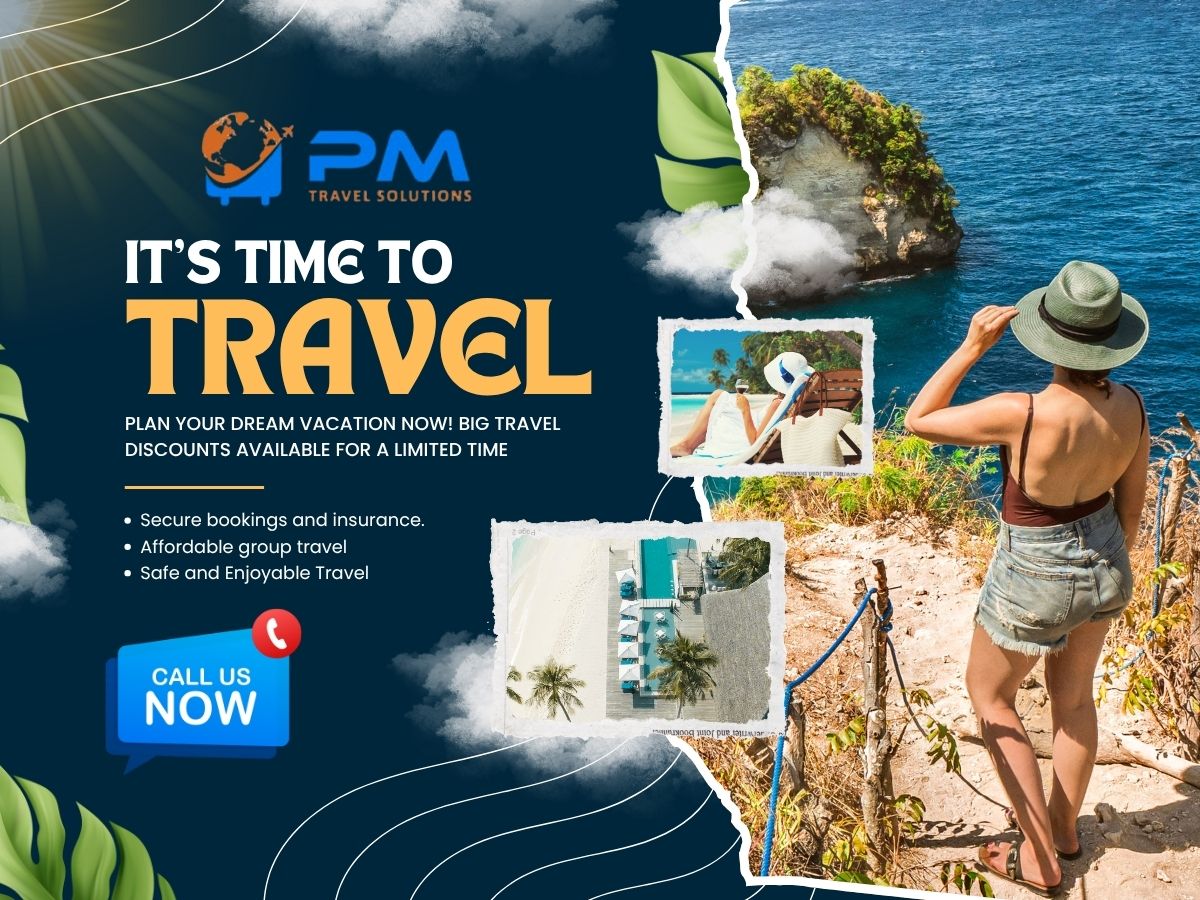 PM
TRAVEL SOLUTIONS
IT'S TIME TO
TRAVEL
PLAN YOUR DREAM VACATION NOW! BIG TRAVEL
DISCOUNTS AVAILABLE FOR A LIMITED TIME
Secure bookings and insurance.
Affordable group travel
Safe and Enjoyable Travel
CALL US
NOW